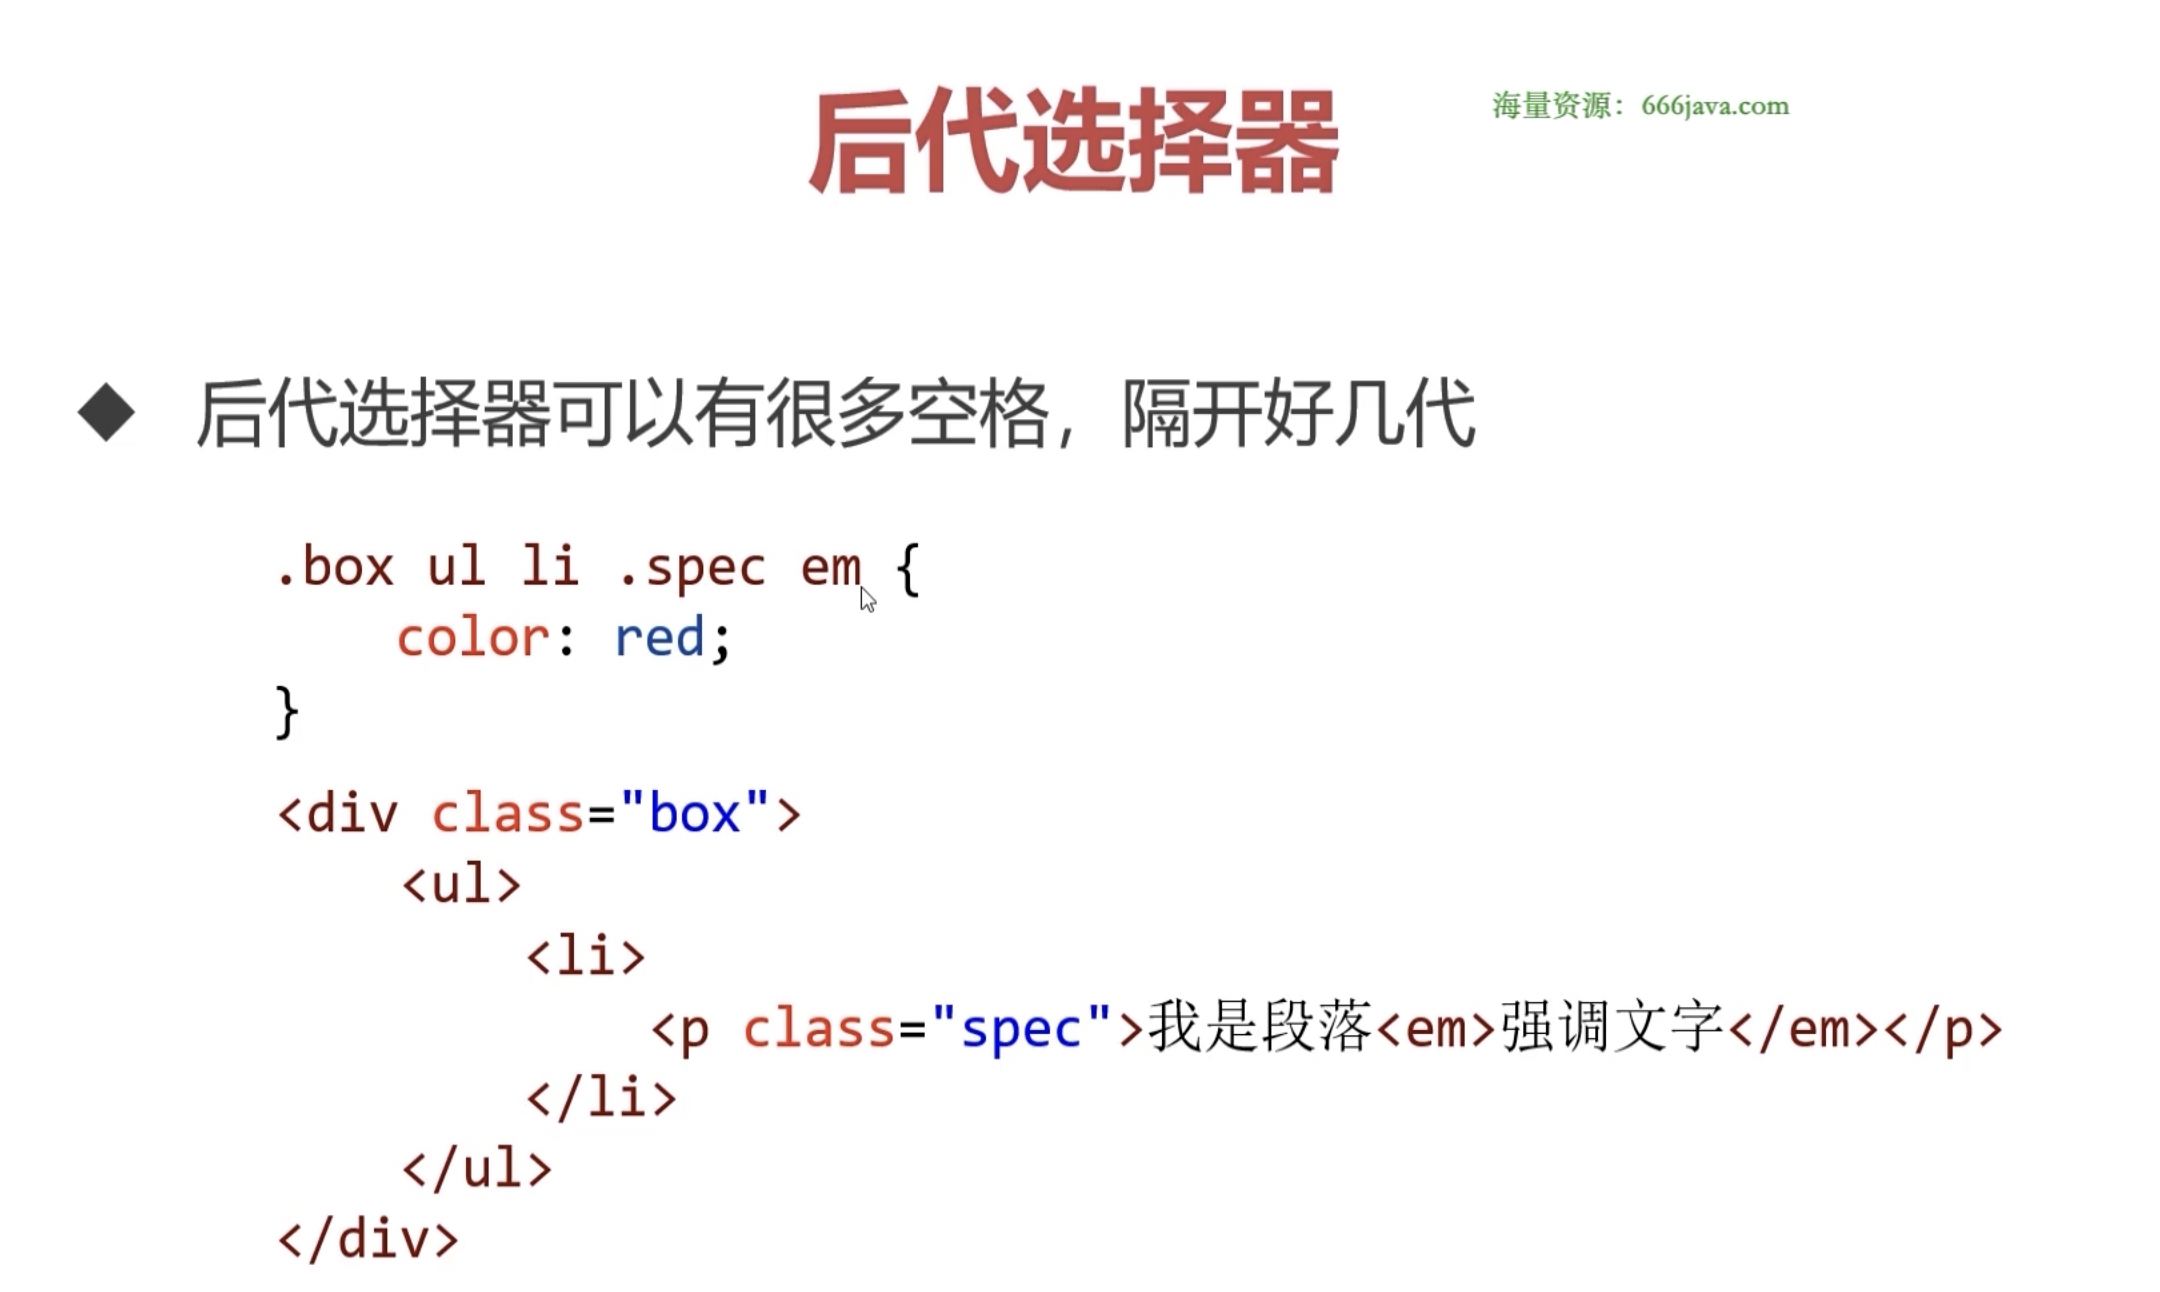 后代选择器
海量资源：666java.com
◆ 后代选择器可以有很多空格，隔开好几代
.box ul li .spec em {
    color: red;
}
<div class="box">
    <ul>
        <li>
            <p class="spec">我是段落<em>强调文字</em></p>
        </li>
    </ul>
</div>